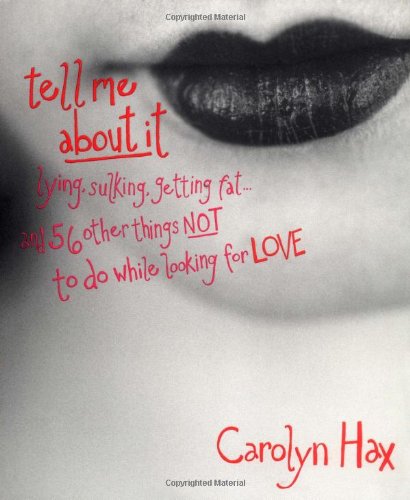 Copyrighted Material
tell me
about it
lying, sulking, getting fat...
and 56 other things NOT
to do while looking for LOVE
Carolyn Hax
Copyrighted Material